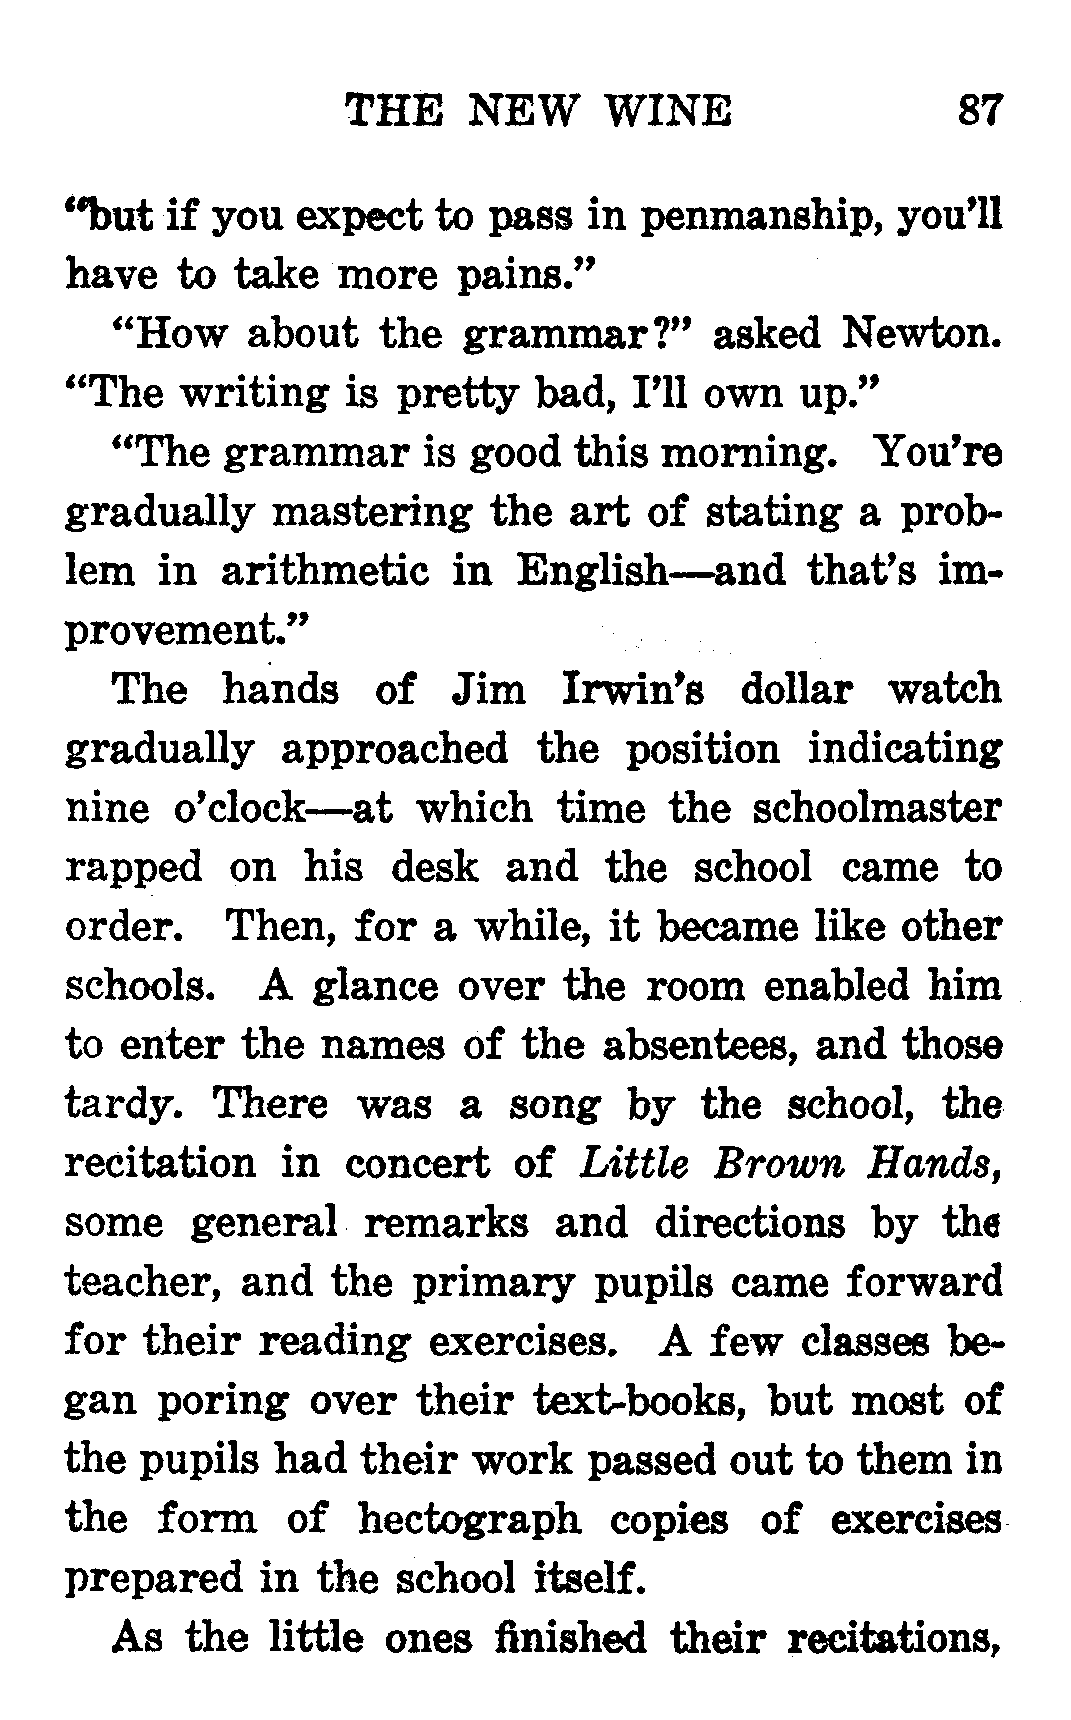 THE NEW WINE 87
“but if you expect to pass in penmanship, you’ll
have to take more pains.”
“How about the grammar?” asked Newton.
“The writing is pretty bad, I’ll own up.”
“The grammar is good this morning. You’re
gradually mastering the art of stating a prob-
lem in arithmetic in English—and that’s im-
provement.”
The hands of Jim Irwin’s dollar watch
gradually approached the position indicating
nine o’clock—at which time the schoolmaster
rapped on his desk and the school came to
order. Then, for a while, it became like other
schools. A glance over the room enabled him
to enter the names of the absentees, and those
tardy. There was a song by the school, the
recitation in concert of Little Brown Hands,
some general remarks and directions by the
teacher, and the primary pupils came forward
for their reading exercises. A few classes be-
gan poring over their text-books, but most of
the pupils had their work passed out to them in
the form of hectograph copies of exercises
prepared in the school itself.
As the little ones finished their recitations,